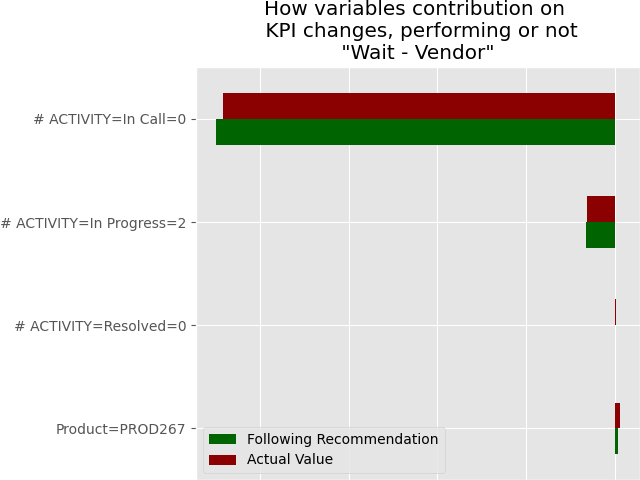 How variables contribution on
KPI changes, performing or not
"Wait - Vendor"
# ACTIVITY=In Call=0
# ACTIVITY=In Progress=2
# ACTIVITY=Resolved=0
Product=PROD267
Following Recommendation
Actual Value